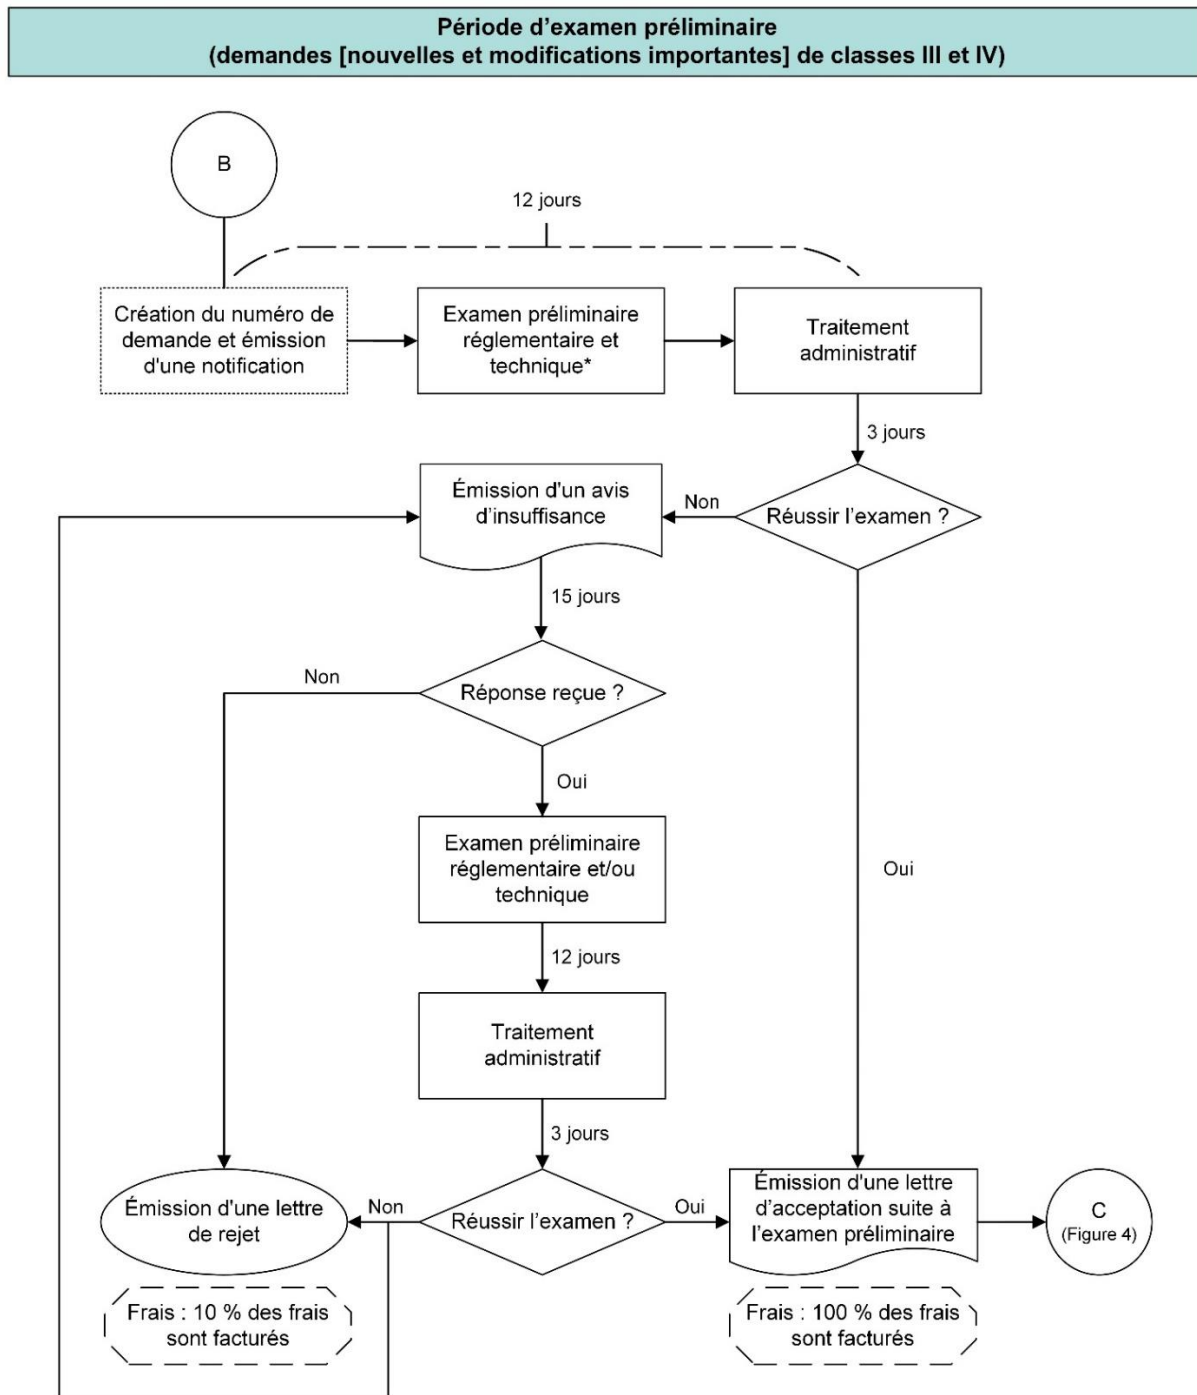 Période d'examen préliminaire
(demandes [nouvelles et modifications importantes] de classes III et IV)
B
12 jours
Création du numéro de
demande et émission
d'une notification
Examen préliminaire
réglementaire et
technique*
Traitement
administratif
3 jours
Émission d'un avis
d'insuffisance
Non
Réussir l'examen ?
15 jours
Non
Réponse reçue ?
Oui
Examen préliminaire
réglementaire et/ou
technique
Oui
12 jours
Traitement
administratif
3 jours
Émission d'une lettre
de rejet
Non
Réussir l'examen ?
Oui
Émission d'une lettre
d'acceptation suite à
l'examen préliminaire
C
(Figure 4)
Frais : 10 % des frais
sont facturés
Frais : 100 % des frais
sont facturés